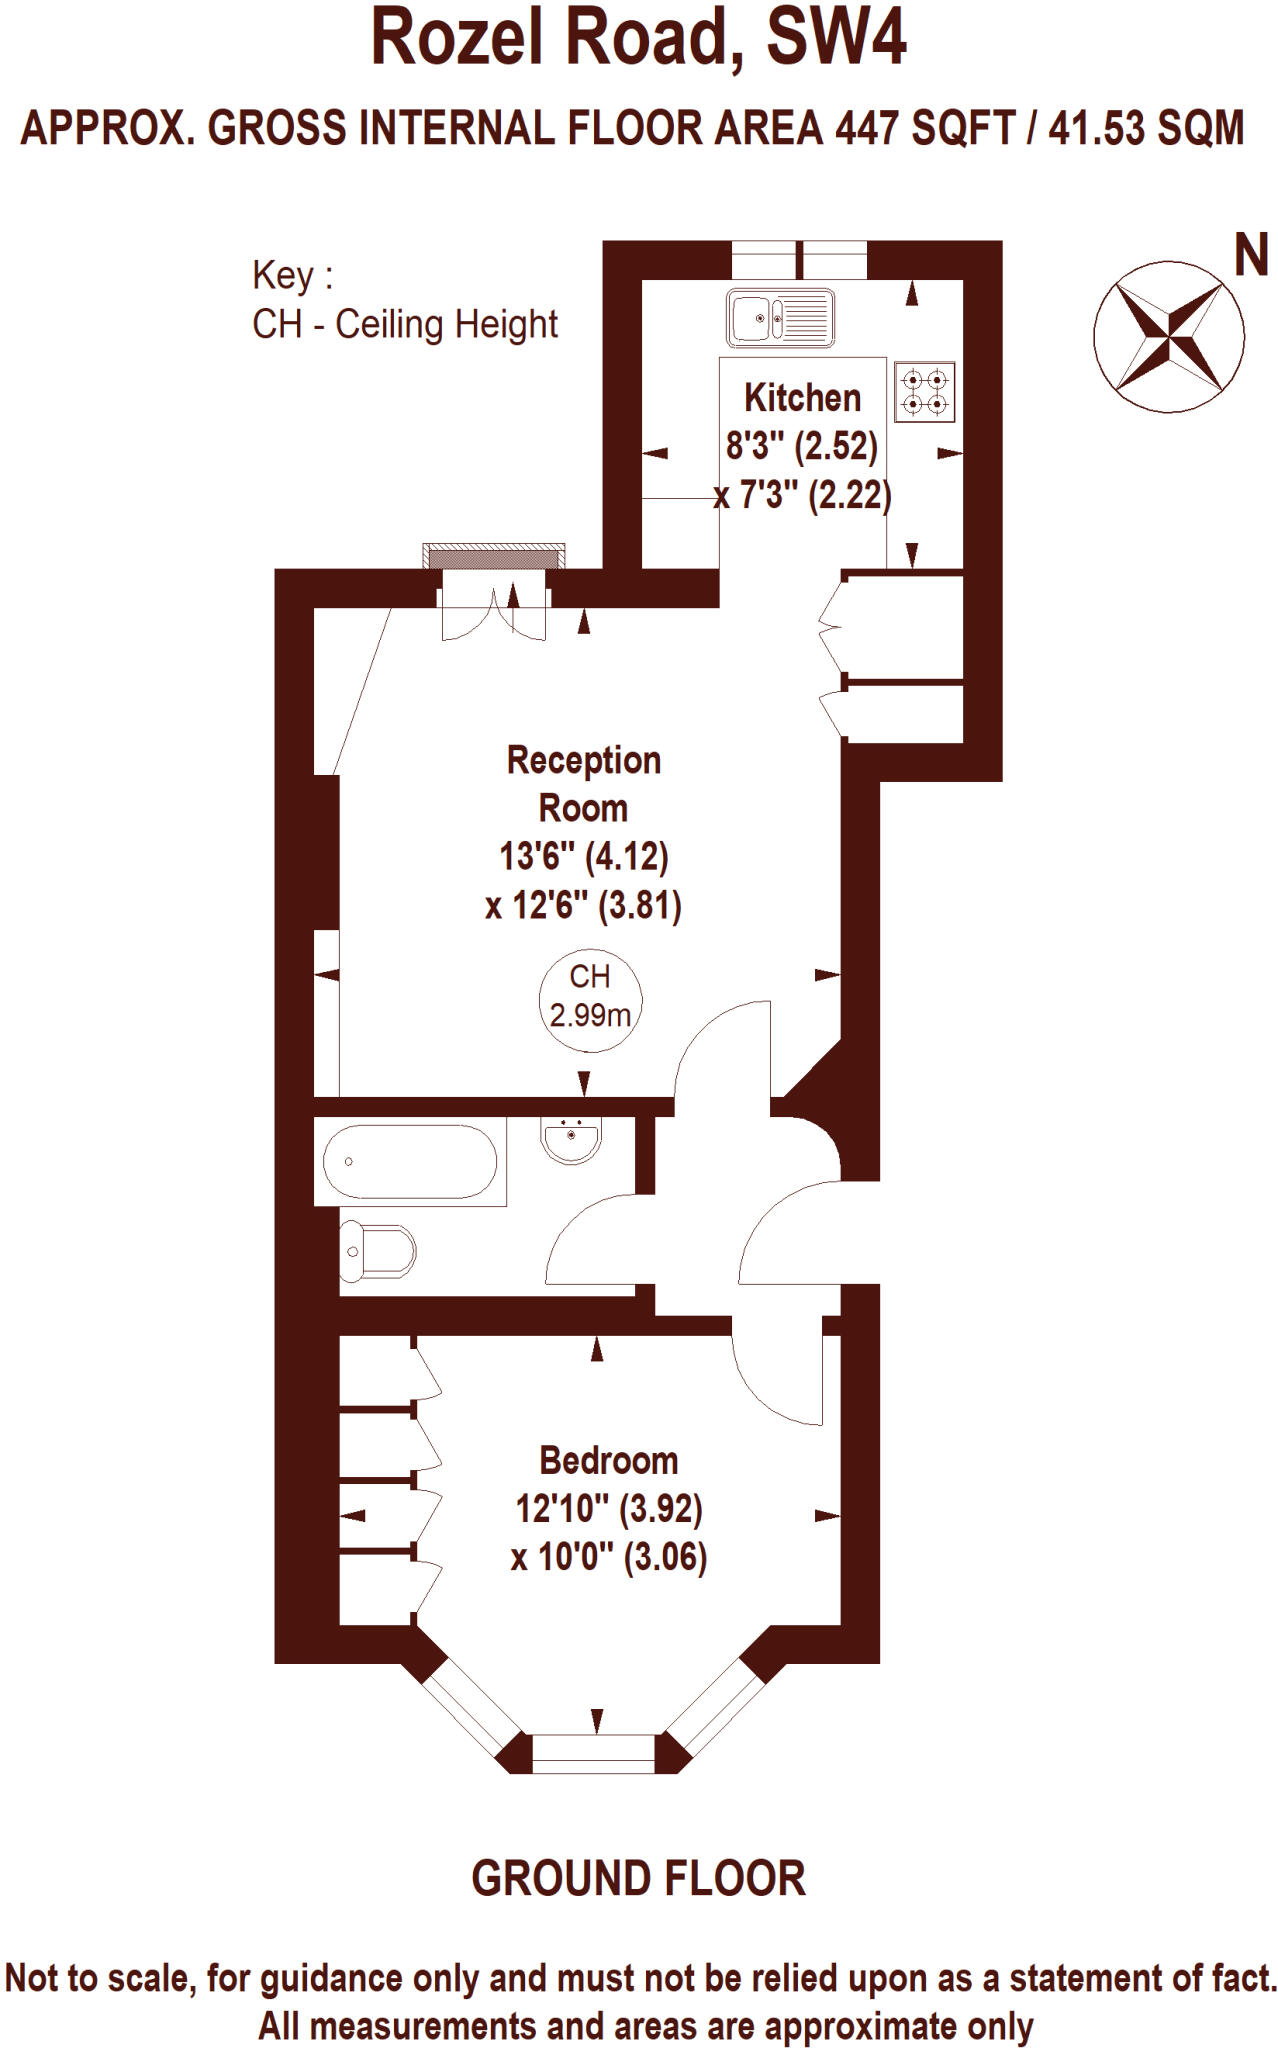 Rozel Road, SW4
APPROX. GROSS INTERNAL FLOOR AREA 447 SQFT / 41.53 SQM
N
Key :
CH - Ceiling Height
Kitchen
8'3" (2.52)
x 7'3" (2.22)
Reception
Room
13'6" (4.12)
x 12'6" (3.81)
CH
2.99m
Bedroom
12'10" (3.92)
x 10'0" (3.06)
GROUND FLOOR
Not to scale, for guidance only and must not be relied upon as a statement of fact.
All measurements and areas are approximate only